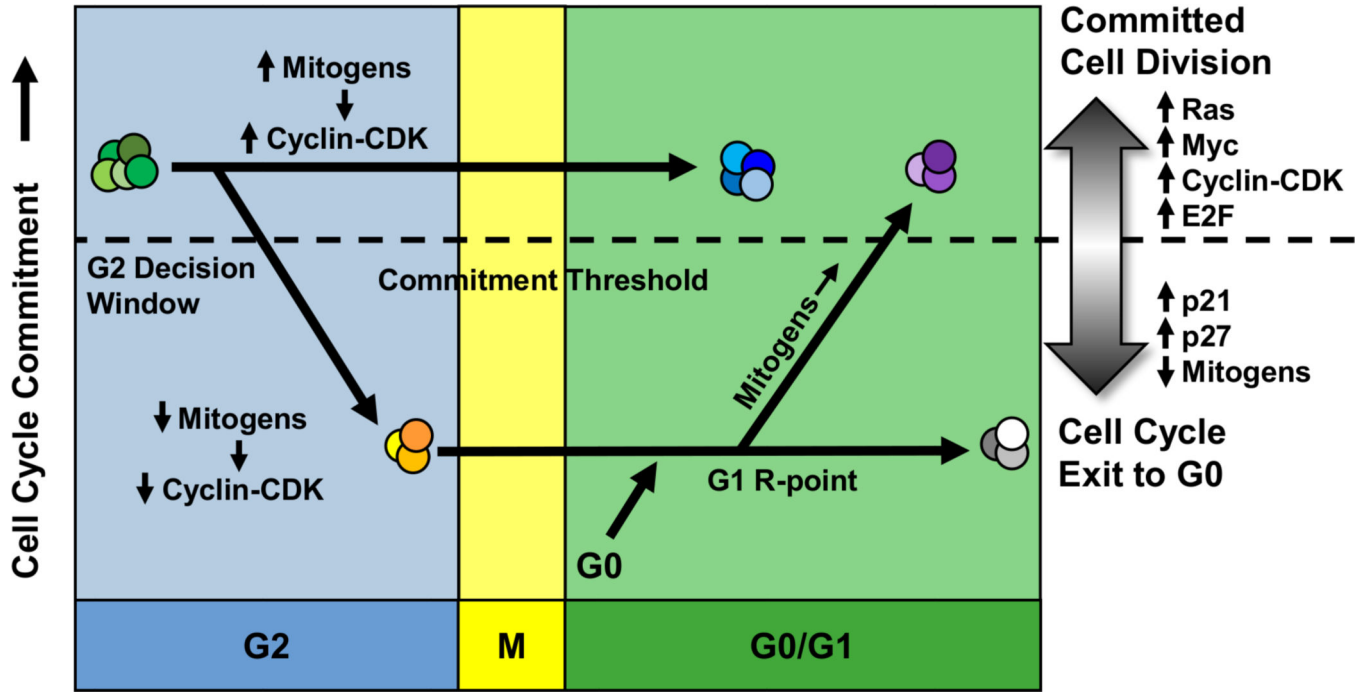 Cell Cycle Commitment
↑ Mitogens
↓
↑ Cyclin-CDK
G2 Decision
Window
Commitment Threshold
↓ Mitogens
↓
↓ Cyclin-CDK
Mitogens →
G1 R-point
G0
G2
M
G0/G1
Committed
Cell Division
↑ Ras
↑ Myc
↑ Cyclin-CDK
↑ E2F
↑ p21
↑ p27
↓ Mitogens
Cell Cycle
Exit to G0